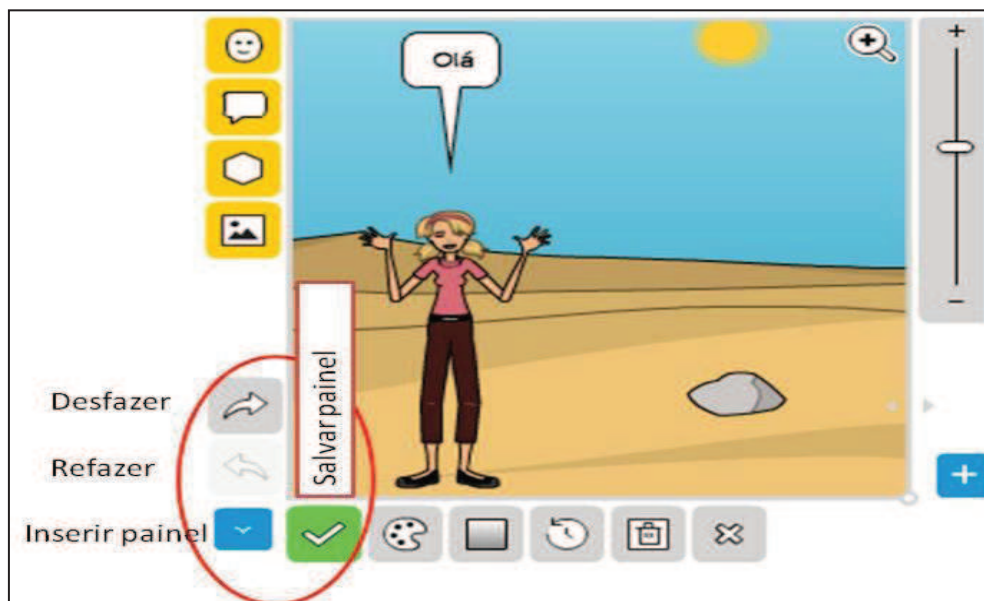 Olá
Salvar painel
Desfazer
Refazer
Inserir painel